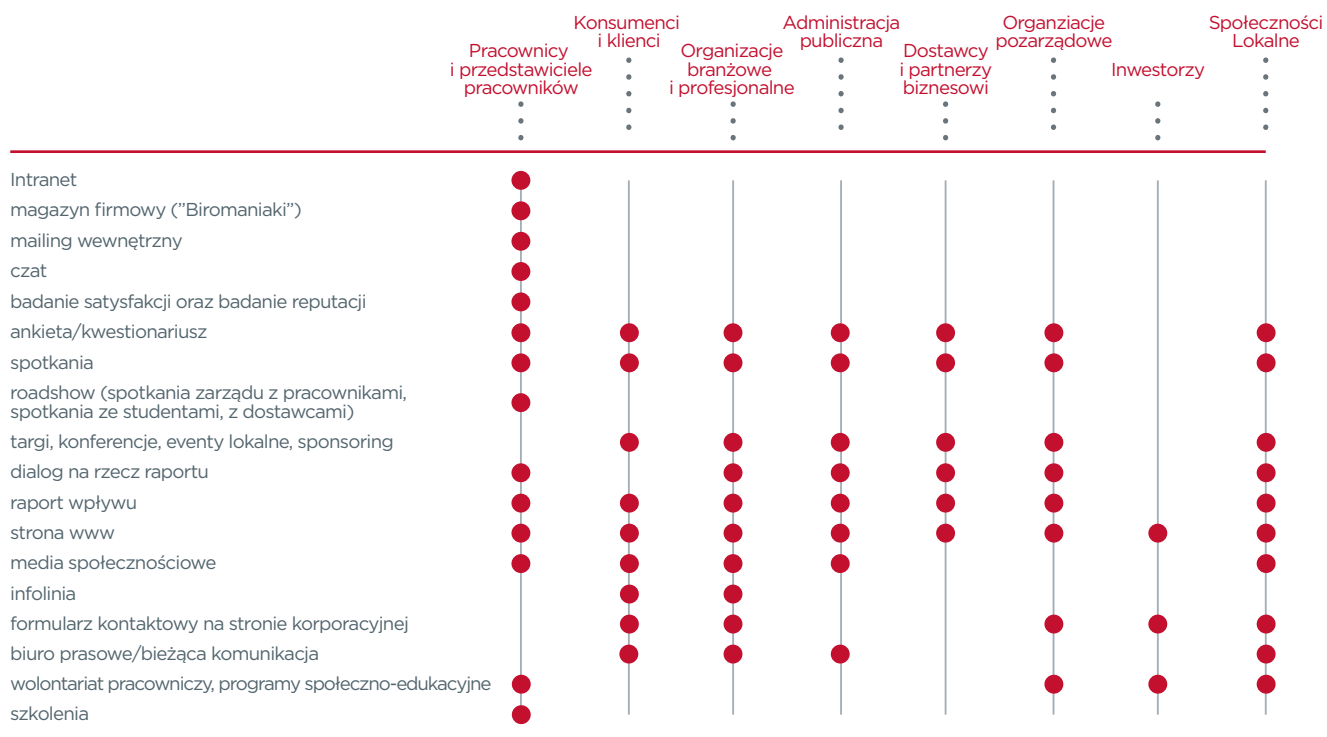 Pracownicy
i przedstawiciele
pracowników
Konsumenci
i klienci
Organizacje
branżowe
i profesjonalne
Administracja
publiczna
Dostawcy
i partnerzy
biznesowi
Organziacje
pozarządowe
Inwestorzy
Społeczności
Lokalne
Intranet
magazyn firmowy (”Biromaniaki”)
mailing wewnętrzny
czat
badanie satysfakcji oraz badanie reputacji
ankieta/kwestionariusz
spotkania
roadshow (spotkania zarządu z pracownikami,
spotkania ze studentami, z dostawcami)
targi, konferencje, eventy lokalne, sponsoring
dialog na rzecz raportu
raport wpływu
strona www
media społecznościowe
infolinia
formularz kontaktowy na stronie korporacyjnej
biuro prasowe/bieżąca komunikacja
wolontariat pracowniczy, programy społeczno-edukacyjne
szkolenia